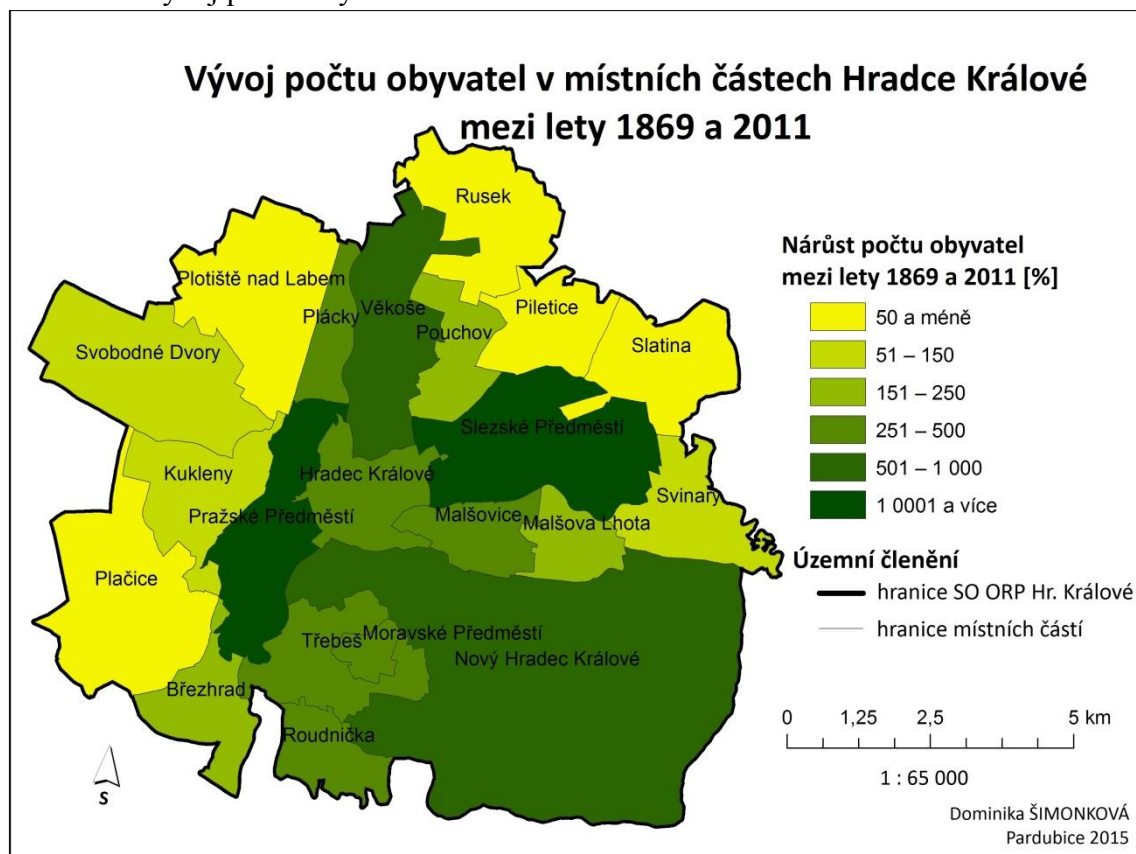 Vývoj počtu obyvatel v místních částech Hradce Králové
mezi lety 1869 a 2011
Rusek
Plotiště nad Labem
Věkoše
Piletice
Plácky
Pouchov
Slatina
Svobodné Dvory
Slezské Předměstí
Kukleny
Hradec Králové
Svinary
Pražské Předměstí
Malšovice
Malšova Lhota
Plačice
Třebeš
Moravské Předměstí
Nový Hradec Králové
Březhrad
Roudnička
Nárůst počtu obyvatel
mezi lety 1869 a 2011 [%]
50 a méně
51 – 150
151 – 250
251 – 500
501 – 1 000
1 0001 a více
Územní členění
hranice SO ORP Hr. Králové
hranice místních částí
0 1,25 2,5 5 km
1 : 65 000
S
Dominika ŠIMONKOVÁ
Pardubice 2015